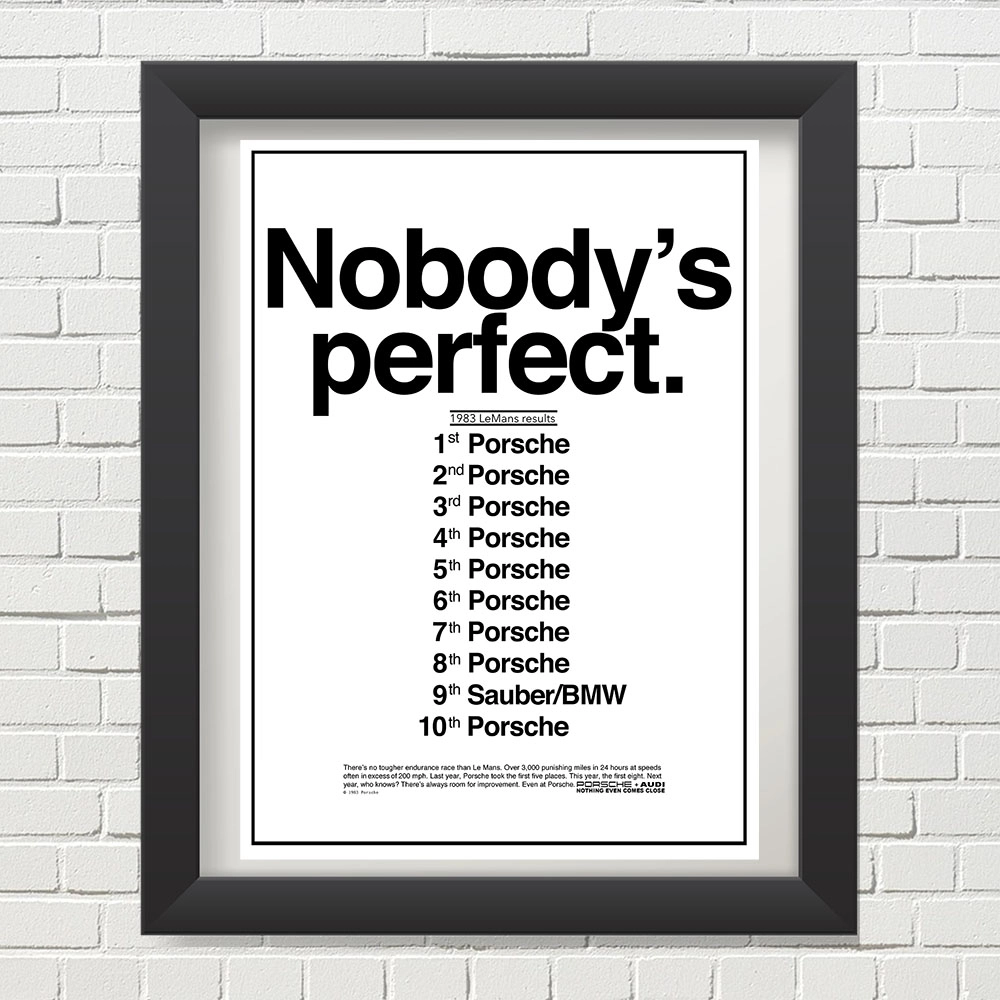 Nobody’s
perfect.
1983 LeMans results
1st Porsche
2nd Porsche
3rd Porsche
4th Porsche
5th Porsche
6th Porsche
7th Porsche
8th Porsche
9th Sauber/BMW
10th Porsche
There's no tougher endurance race than Le Mans. Over 3,000 punishing miles in 24 hours at speeds
often in excess of 200 mph. Last year, Porsche took the first five places. This year, the first eight. Next
year, who knows? There's always room for improvement. Even at Porsche. PORSCHE + AUDI
© 1983 Porsche NOTHING EVEN COMES CLOSE